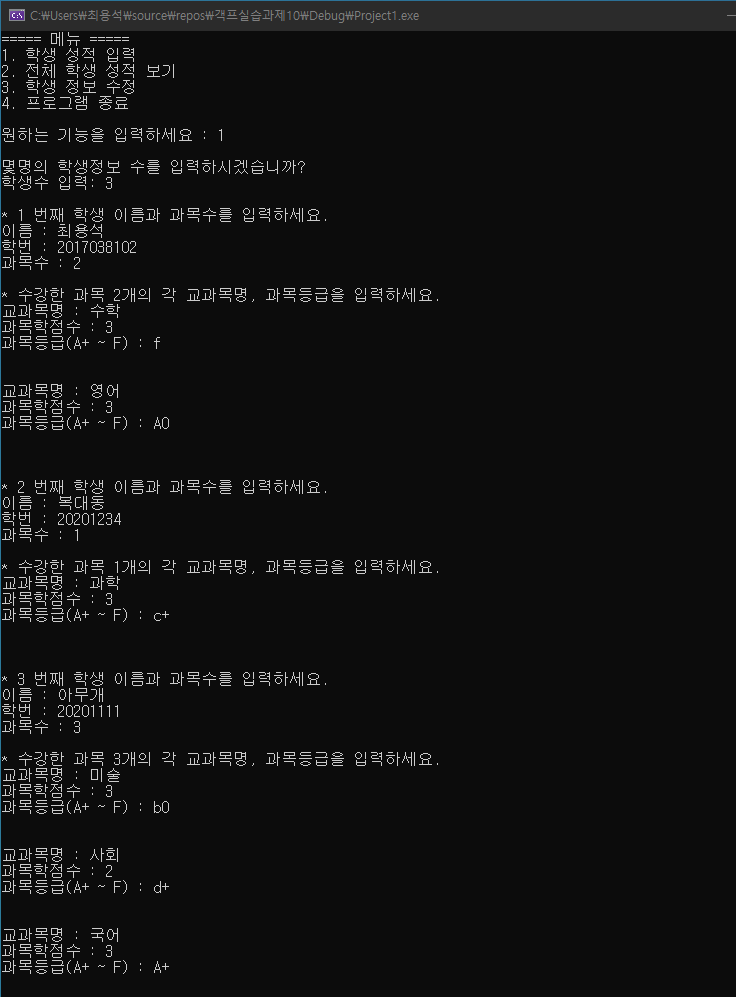 C:\Users\최용석\source\repos\객프실습과제10\Debug\Project1.exe
===== 메뉴 =====
1. 학생 성적 입력
2. 전체 학생 성적 보기
3. 학생 정보 수정
4. 프로그램 종료
원하는 기능을 입력하세요 : 1
몇명의 학생정보 수를 입력하시겠습니까?
학생수 입력: 3
* 1 번째 학생 이름과 과목수를 입력하세요.
이름 : 최용석
학번 : 2017038102
과목수 : 2
* 수강한 과목 2개의 각 교과목명, 과목등급을 입력하세요.
교과목명 : 수학
과목학점수 : 3
과목등급(A+ ~ F) : f
교과목명 : 영어
과목학점수 : 3
과목등급(A+ ~ F) : A0
* 2 번째 학생 이름과 과목수를 입력하세요.
이름 : 복대동
학번 : 20201234
과목수 : 1
* 수강한 과목 1개의 각 교과목명, 과목등급을 입력하세요.
교과목명 : 과학
과목학점수 : 3
과목등급(A+ ~ F) : c+
* 3 번째 학생 이름과 과목수를 입력하세요.
이름 : 아무개
학번 : 20201111
과목수 : 3
* 수강한 과목 3개의 각 교과목명, 과목등급을 입력하세요.
교과목명 : 미술
과목학점수 : 3
과목등급(A+ ~ F) : b0
교과목명 : 사회
과목학점수 : 2
과목등급(A+ ~ F) : d+
교과목명 : 국어
과목학점수 : 3
과목등급(A+ ~ F) : A+